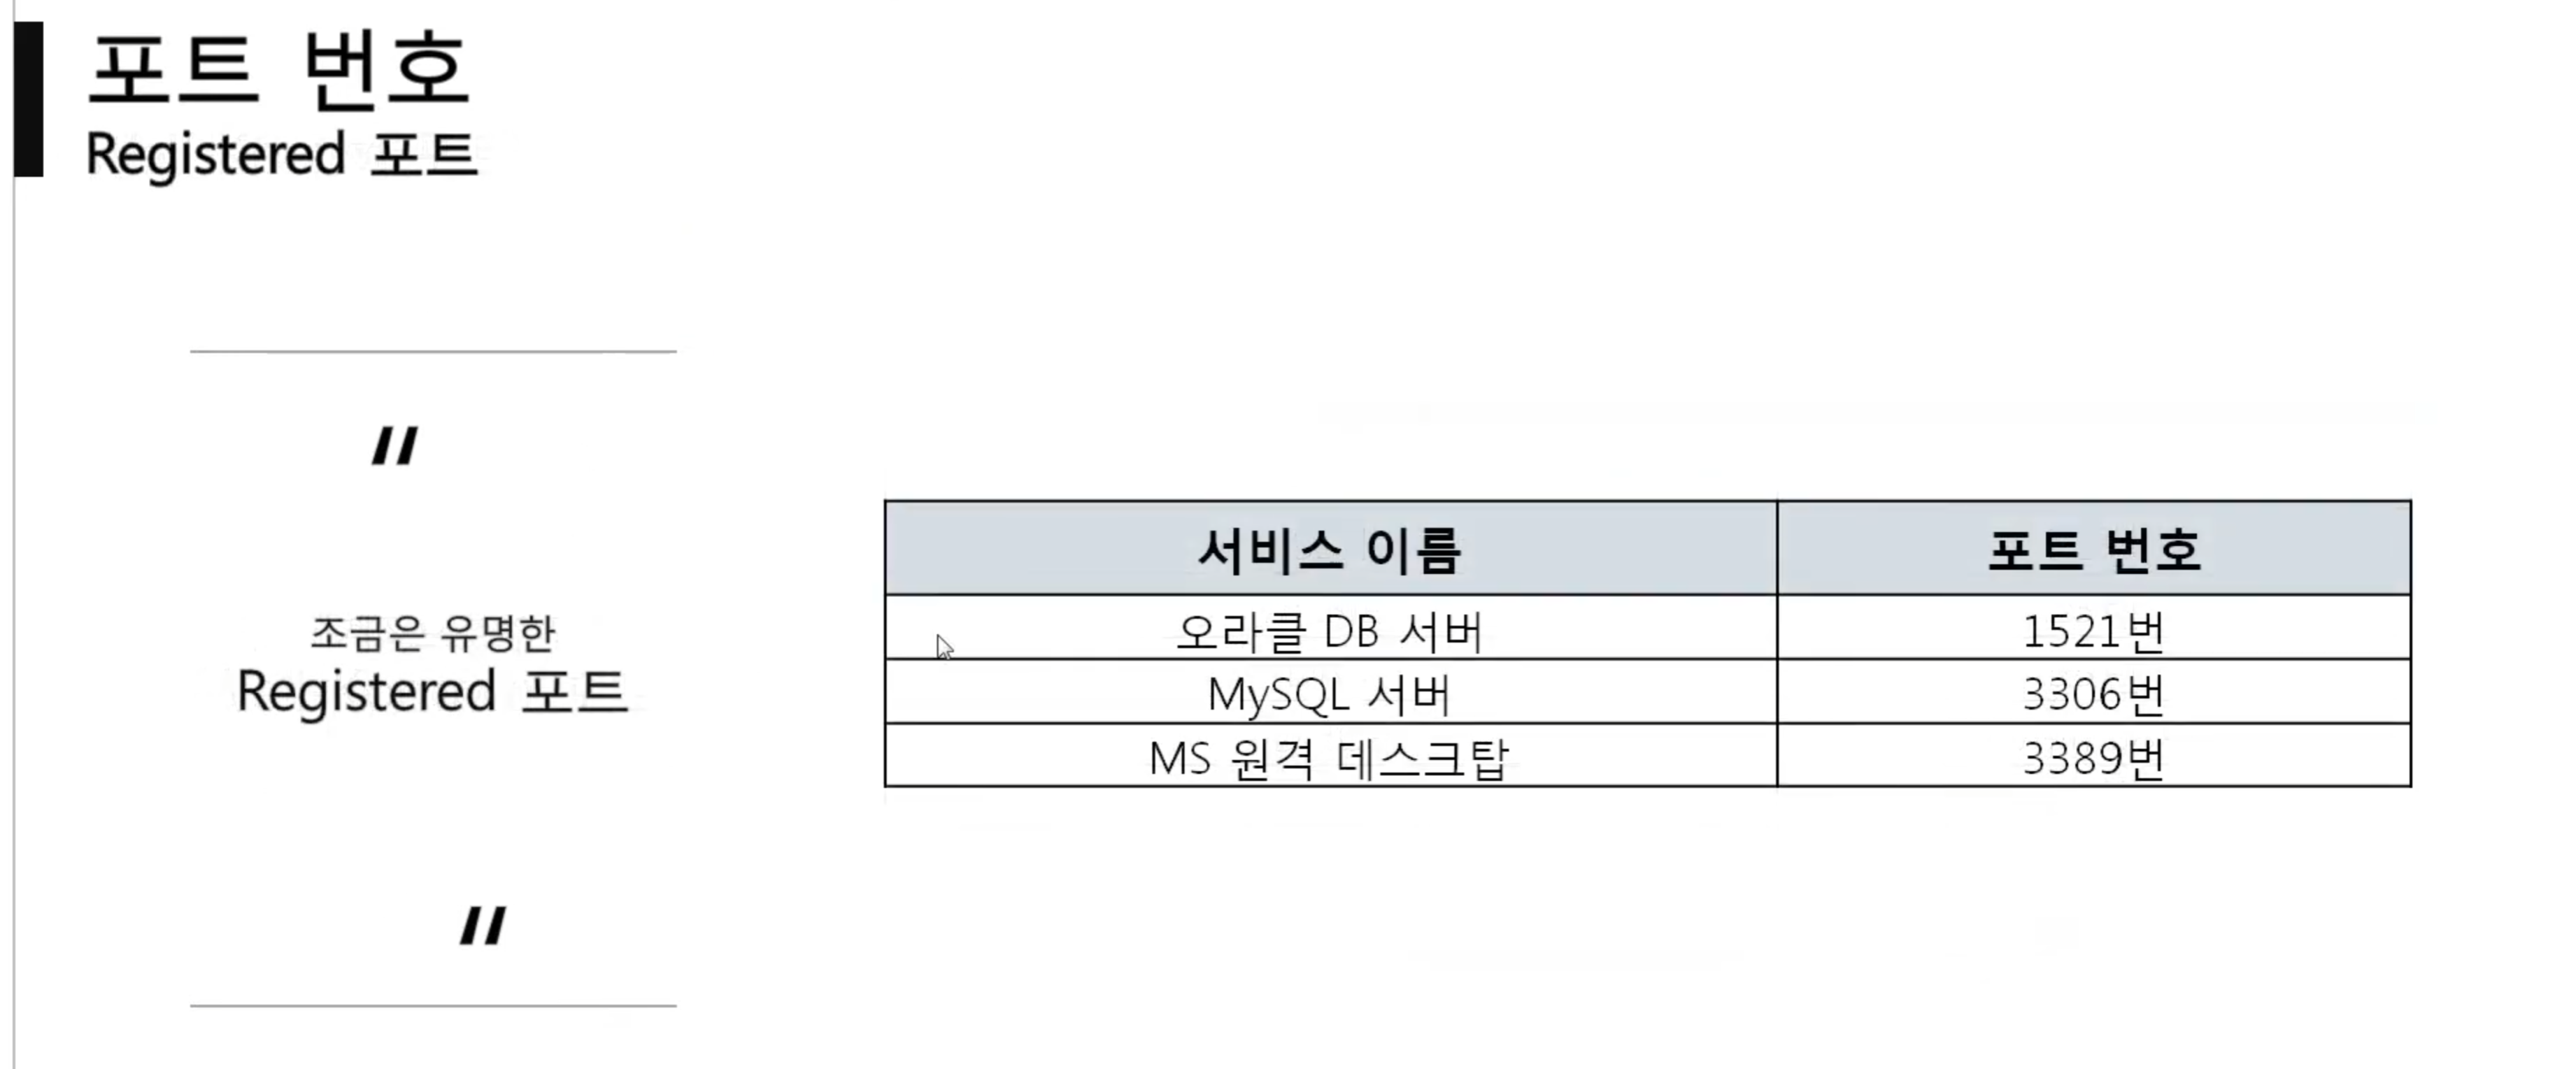 포트 번호
Registered 포트
"
조금은 유명한
Registered 포트
"
서비스 이름 포트 번호
오라클 DB 서버 1521번
MySQL 서버 3306번
MS 원격 데스크탑 3389번